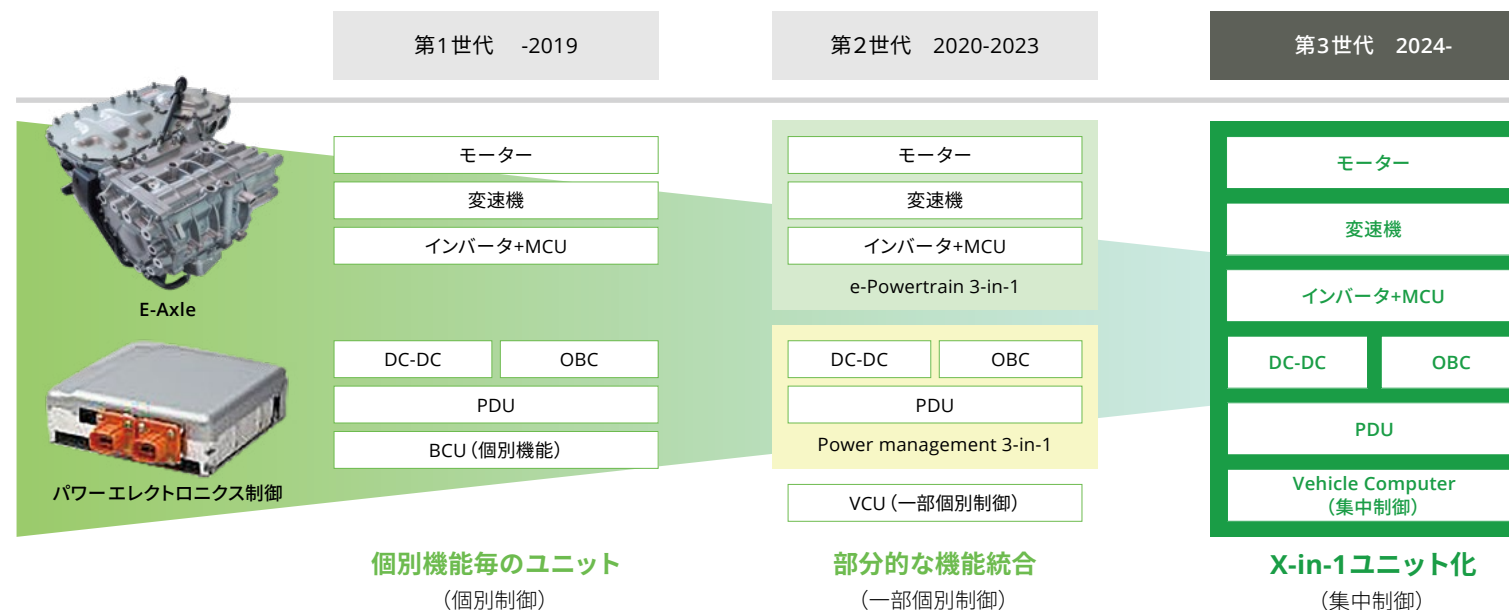 第1世代 -2019
第2世代 2020-2023
第3世代 2024-
E-Axle
パワーエレクトロニクス制御
モーター
変速機
インバータ+MCU
DC-DC
OBC
PDU
BCU（個別機能）
個別機能毎のユニット
（個別制御）
モーター
変速機
インバータ+MCU
e-Powertrain 3-in-1
DC-DC
OBC
PDU
Power management 3-in-1
VCU（一部個別制御）
部分的な機能統合
（一部個別制御）
モーター
変速機
インバータ+MCU
DC-DC
OBC
PDU
Vehicle Computer
（集中制御）
X-in-1ユニット化
（集中制御）